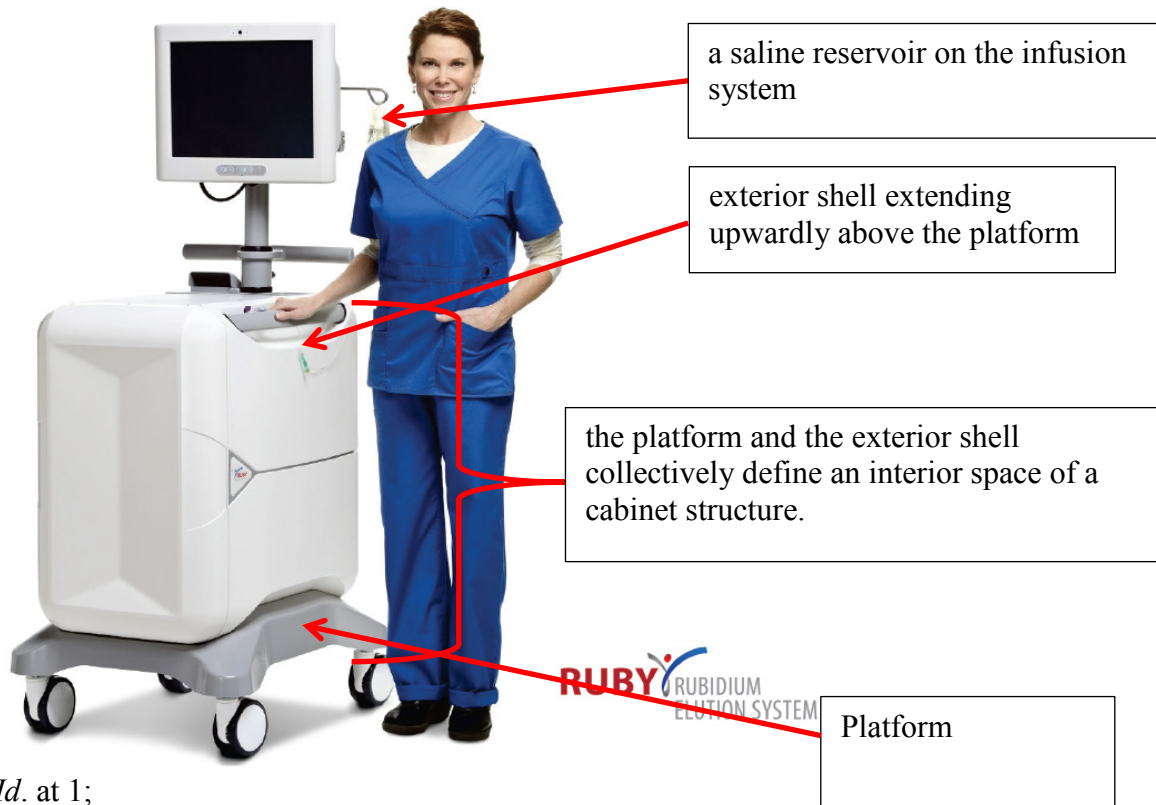 a saline reservoir on the infusion
system
exterior shell extending
upwardly above the platform
the platform and the exterior shell
collectively define an interior space of a
cabinet structure.
RUBY RUBIDIUM
ELUTION SYSTEM
Platform
Id. at 1;